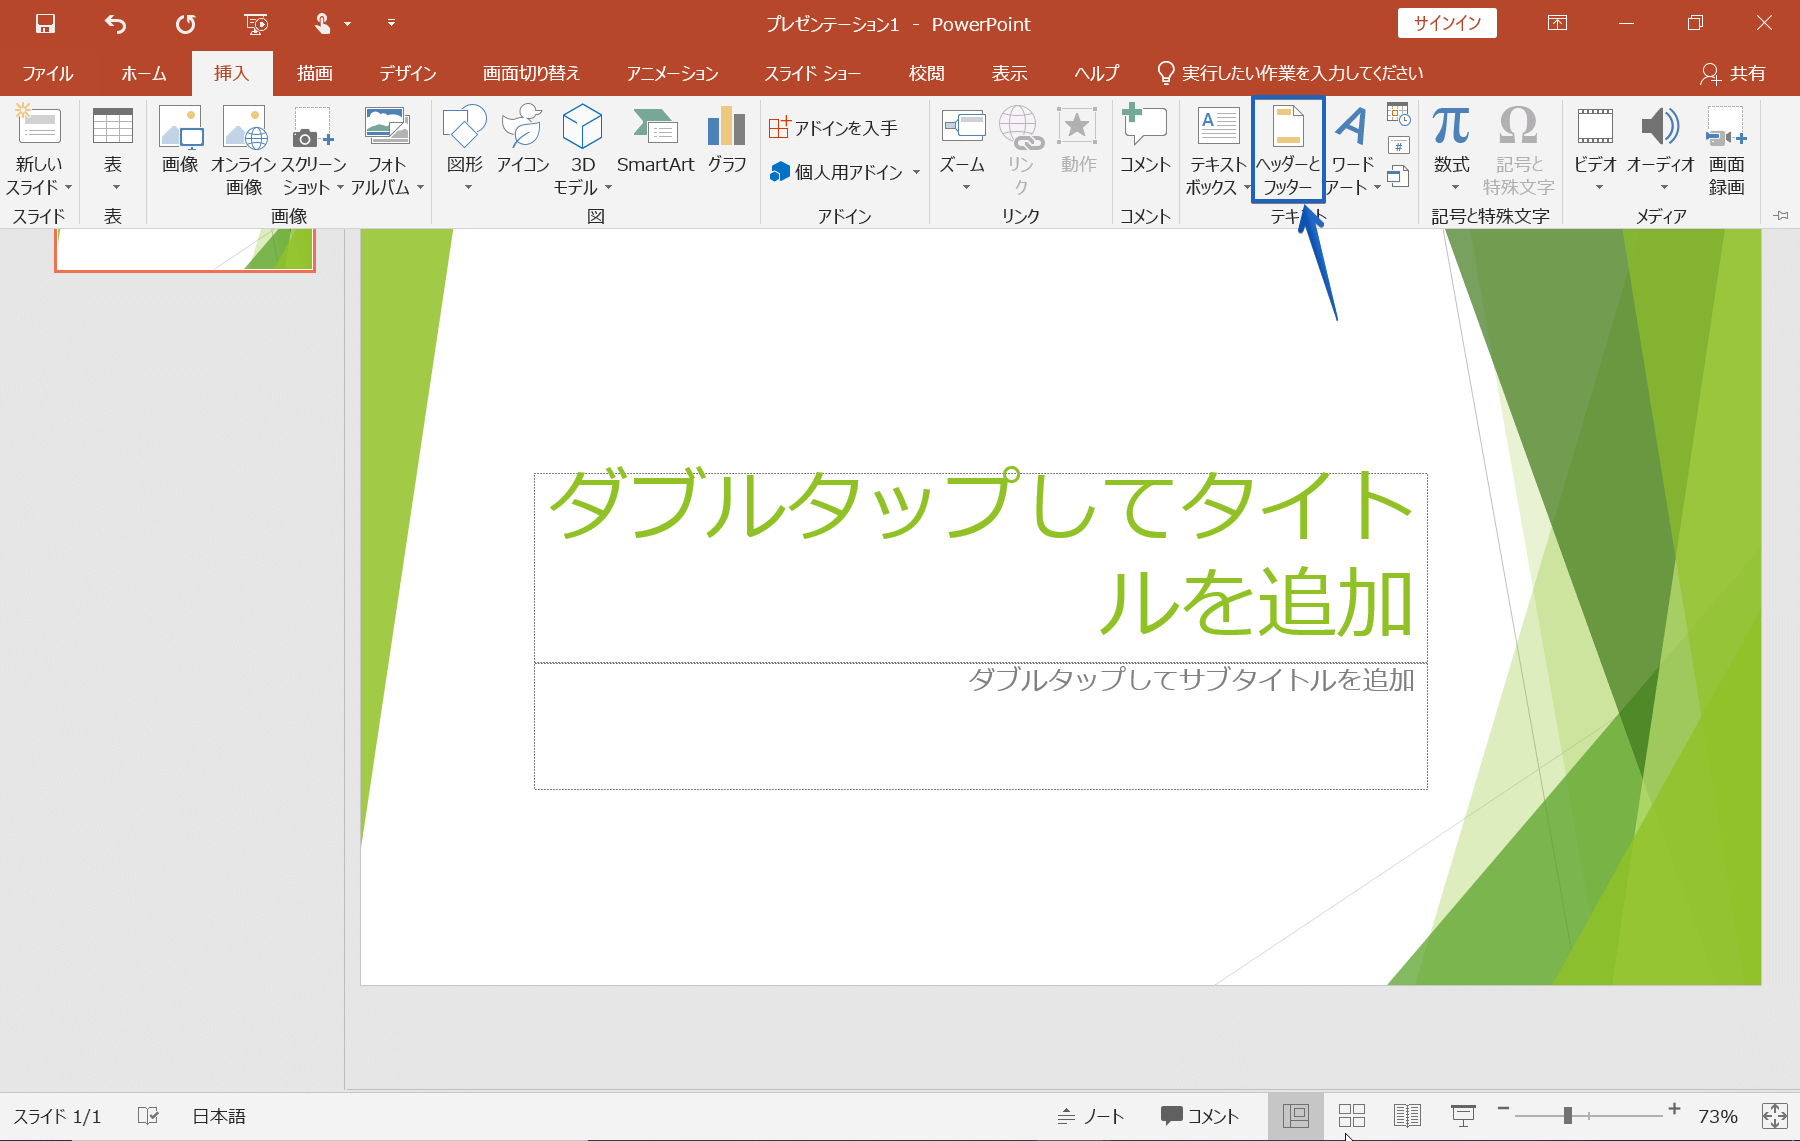 プレゼンテーション1 - PowerPoint
サインイン
ファイル
ホーム
挿入
描画
デザイン
画面切り替え
アニメーション
スライド ショー
校閲
表示
ヘルプ
実行したい作業を入力してください
共有
新しい
スライド
表
画像
オンライン
画像
スクリーン
ショット
フォト
アルバム
図形
アイコン
3D
モデル
SmartArt
グラフ
アドインを入手
個人用アドイン
ズーム
リン
ク
動作
コメント
テキスト
ボックス
ヘッダーと
フッター
ワード
アート
数式
記号と
特殊文字
ビデオ
オーディオ
画面
録画
スライド
表
画像
図
アドイン
リンク
コメント
テキスト
記号と特殊文字
メディア
ダブルタップしてタイト
ルを追加
ダブルタップしてサブタイトルを追加
スライド 1/1
日本語
ノート
コメント
73%